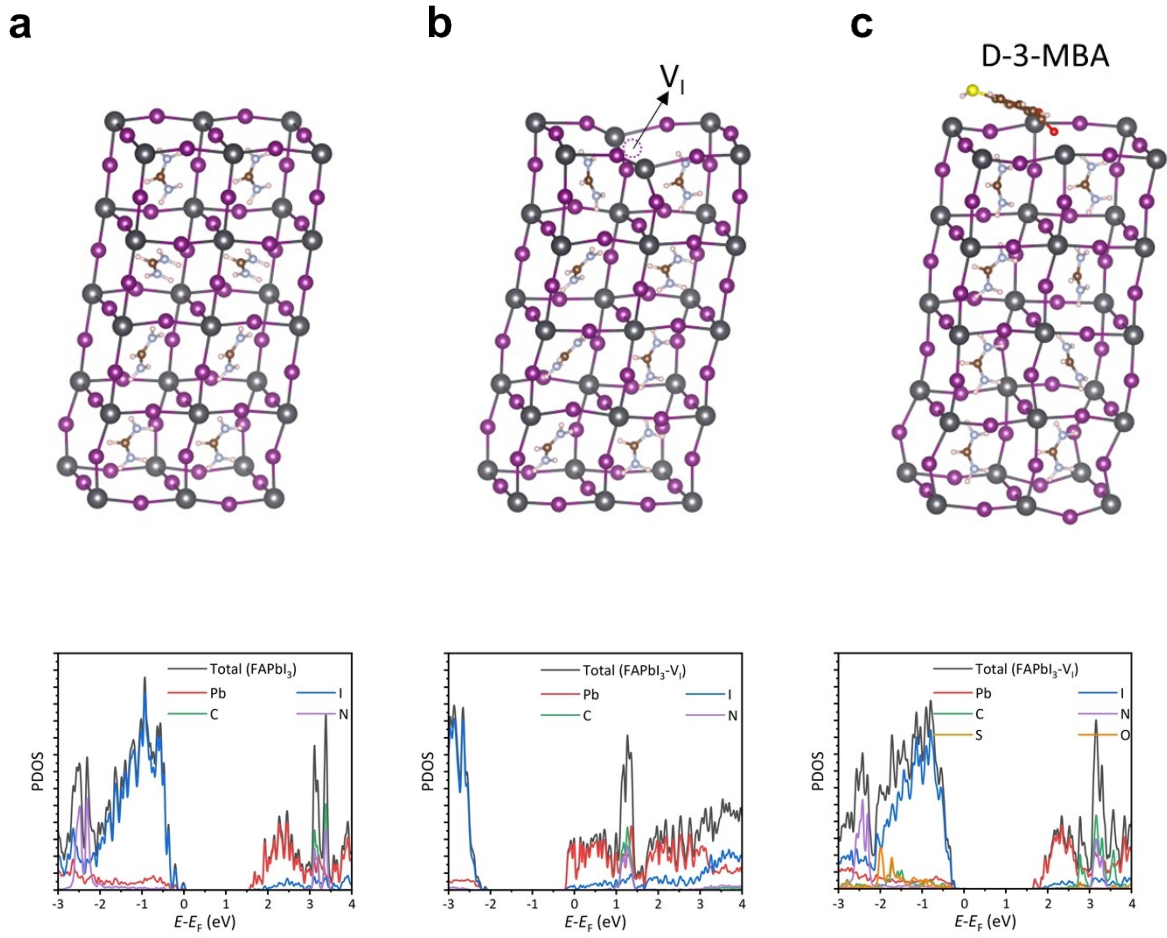 a
b
c
V_I
D-3-MBA
Total (FAPbI₃)
Pb
I
C
N
PDOS
-3 -2 -1 0 1 2 3 4
E-E_F (eV)
Total (FAPbI₃-V_I)
Pb
I
C
N
PDOS
-3 -2 -1 0 1 2 3 4
E-E_F (eV)
Total (FAPbI₃-V_I)
Pb
I
C
N
S
O
PDOS
-3 -2 -1 0 1 2 3 4
E-E_F (eV)